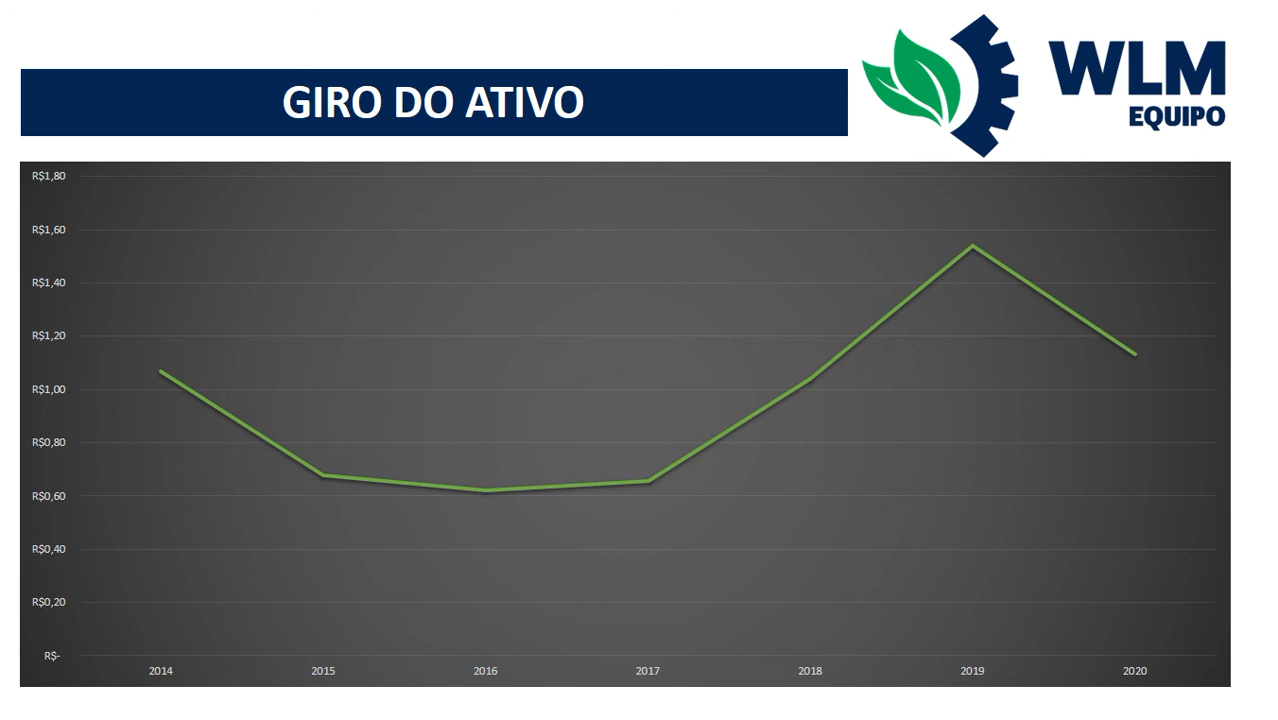 GIRO DO ATIVO
WLM
EQUIPO
R$1,80
R$1,60
R$1,40
R$1,20
R$1,00
R$0,80
R$0,60
R$0,40
R$0,20
R$-
2014 2015 2016 2017 2018 2019 2020